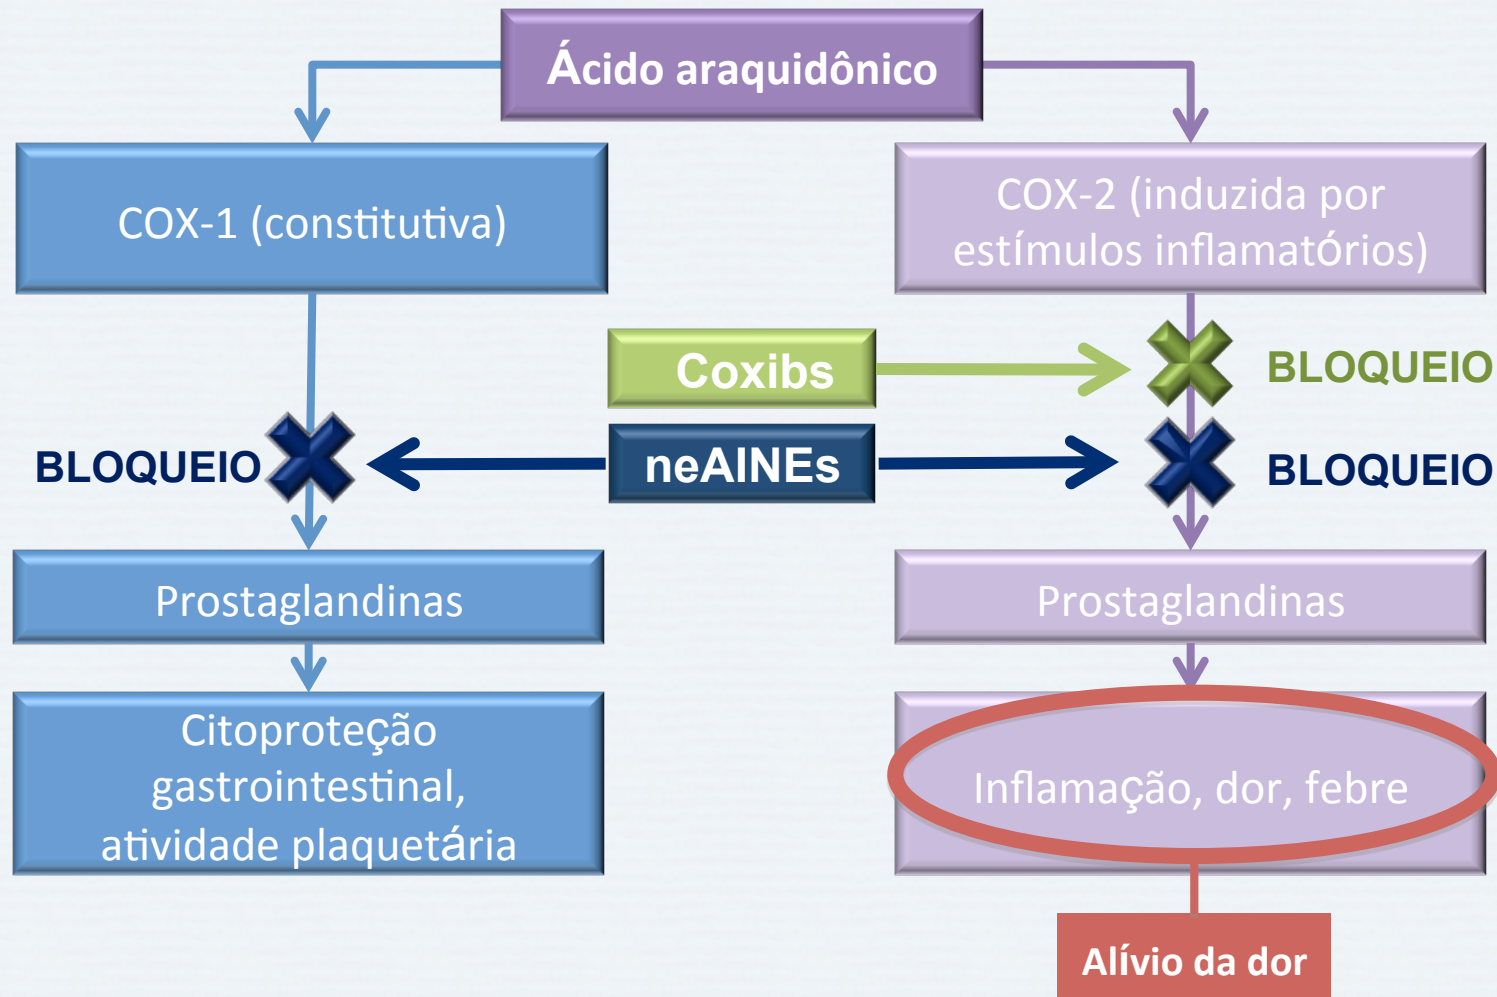 Ácido araquidônico
COX-1 (constitutiva)
COX-2 (induzida por
estímulos inflamatórios)
Coxibs
BLOQUEIO
BLOQUEIO
neAINEs
BLOQUEIO
Prostaglandinas
Prostaglandinas
Citoproteção
gastrointestinal,
atividade plaquetária
Inflamação, dor, febre
Alívio da dor